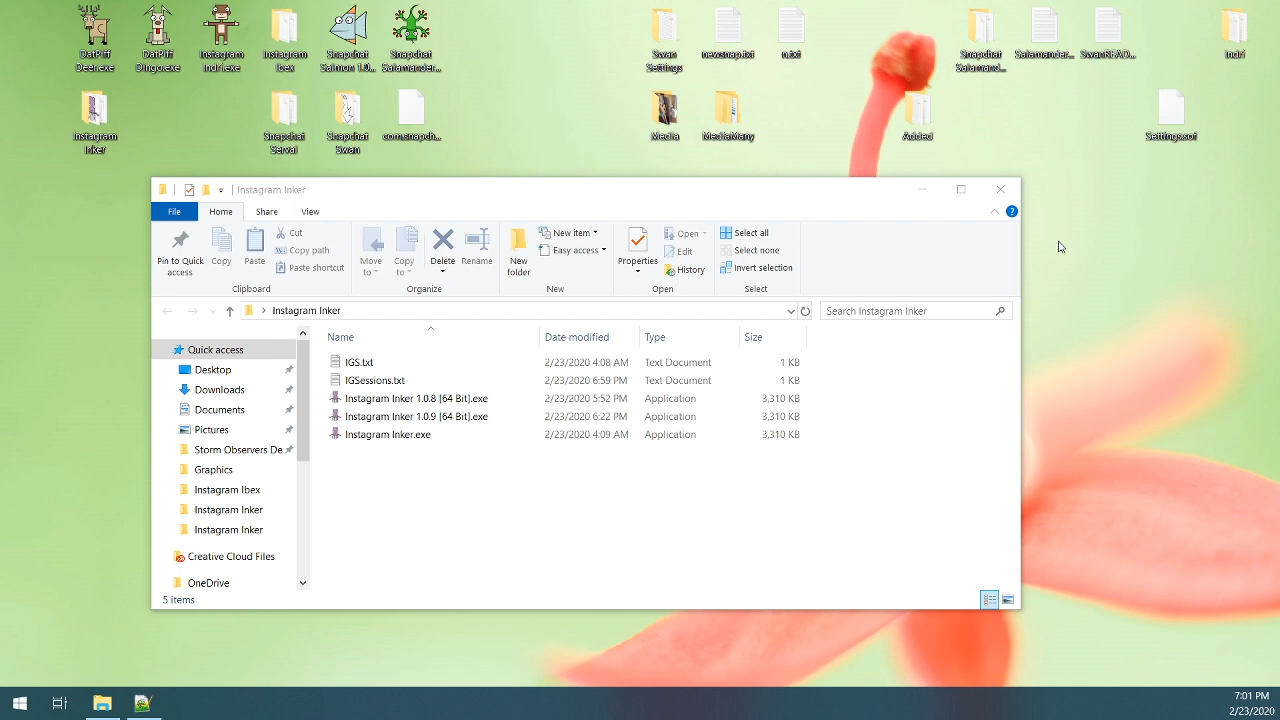 DatPiff Deer.exe
DatPiff Dingo.exe
Instagram Indri.exe
Instagram Ibex
Snapchat Salmon 1.0...
Snapchat Salamander...
Swan Settings
newsnap.txt
n.txt
Snapchat Salamand...
Salamander...
SwanREAD...
Indri
Instagram Inker
Snapchat Serval
Snapchat Swan
com.snapch...
Media
MediaMany
Added
Settings.sof
Instagram Inker
File Home Share View
Pin to Quick access
Copy
Paste
Cut
Copy path
Paste shortcut
Clipboard
Move to
Copy to
Delete
Rename
Organize
New folder
New item
Easy access
New
Properties
Open
Edit
History
Open
Select all
Select none
Invert selection
Select
Instagram Inker
Search Instagram Inker
Quick access
Desktop
Downloads
Documents
Pictures
Storm Observers De
Graphics
Instagram Ibex
Instagram Inker
Instagram Inker
Creative Cloud Files
OneDrive
Name Date modified Type Size
IGS.txt 2/23/2020 4:08 AM Text Document 1 KB
IGSessions.txt 2/23/2020 6:59 PM Text Document 1 KB
Instagram Inker 1.0.8 [64 Bit].exe 2/23/2020 5:52 PM Application 3,310 KB
Instagram Inker 1.0.9 [64 Bit].exe 2/23/2020 6:22 PM Application 3,310 KB
Instagram Inker.exe 2/23/2020 4:09 AM Application 3,310 KB
5 items
7:01 PM
2/23/2020